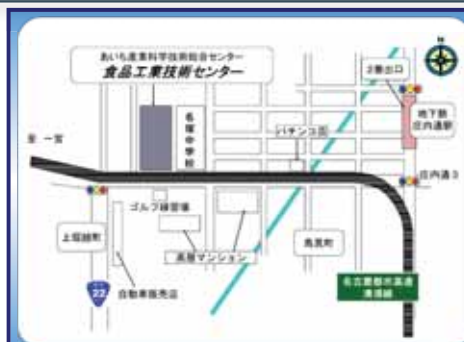 あいち産業科学技術総合センター
食品工業技術センター
N
2番出口
地下鉄
庄内通駅
名塚中学校
パチンコ店
至 一宮
庄内通3
ゴルフ練習場
上堀越町
高層マンション
鳥見町
22
自動車販売店
名古屋都市高速
清須線